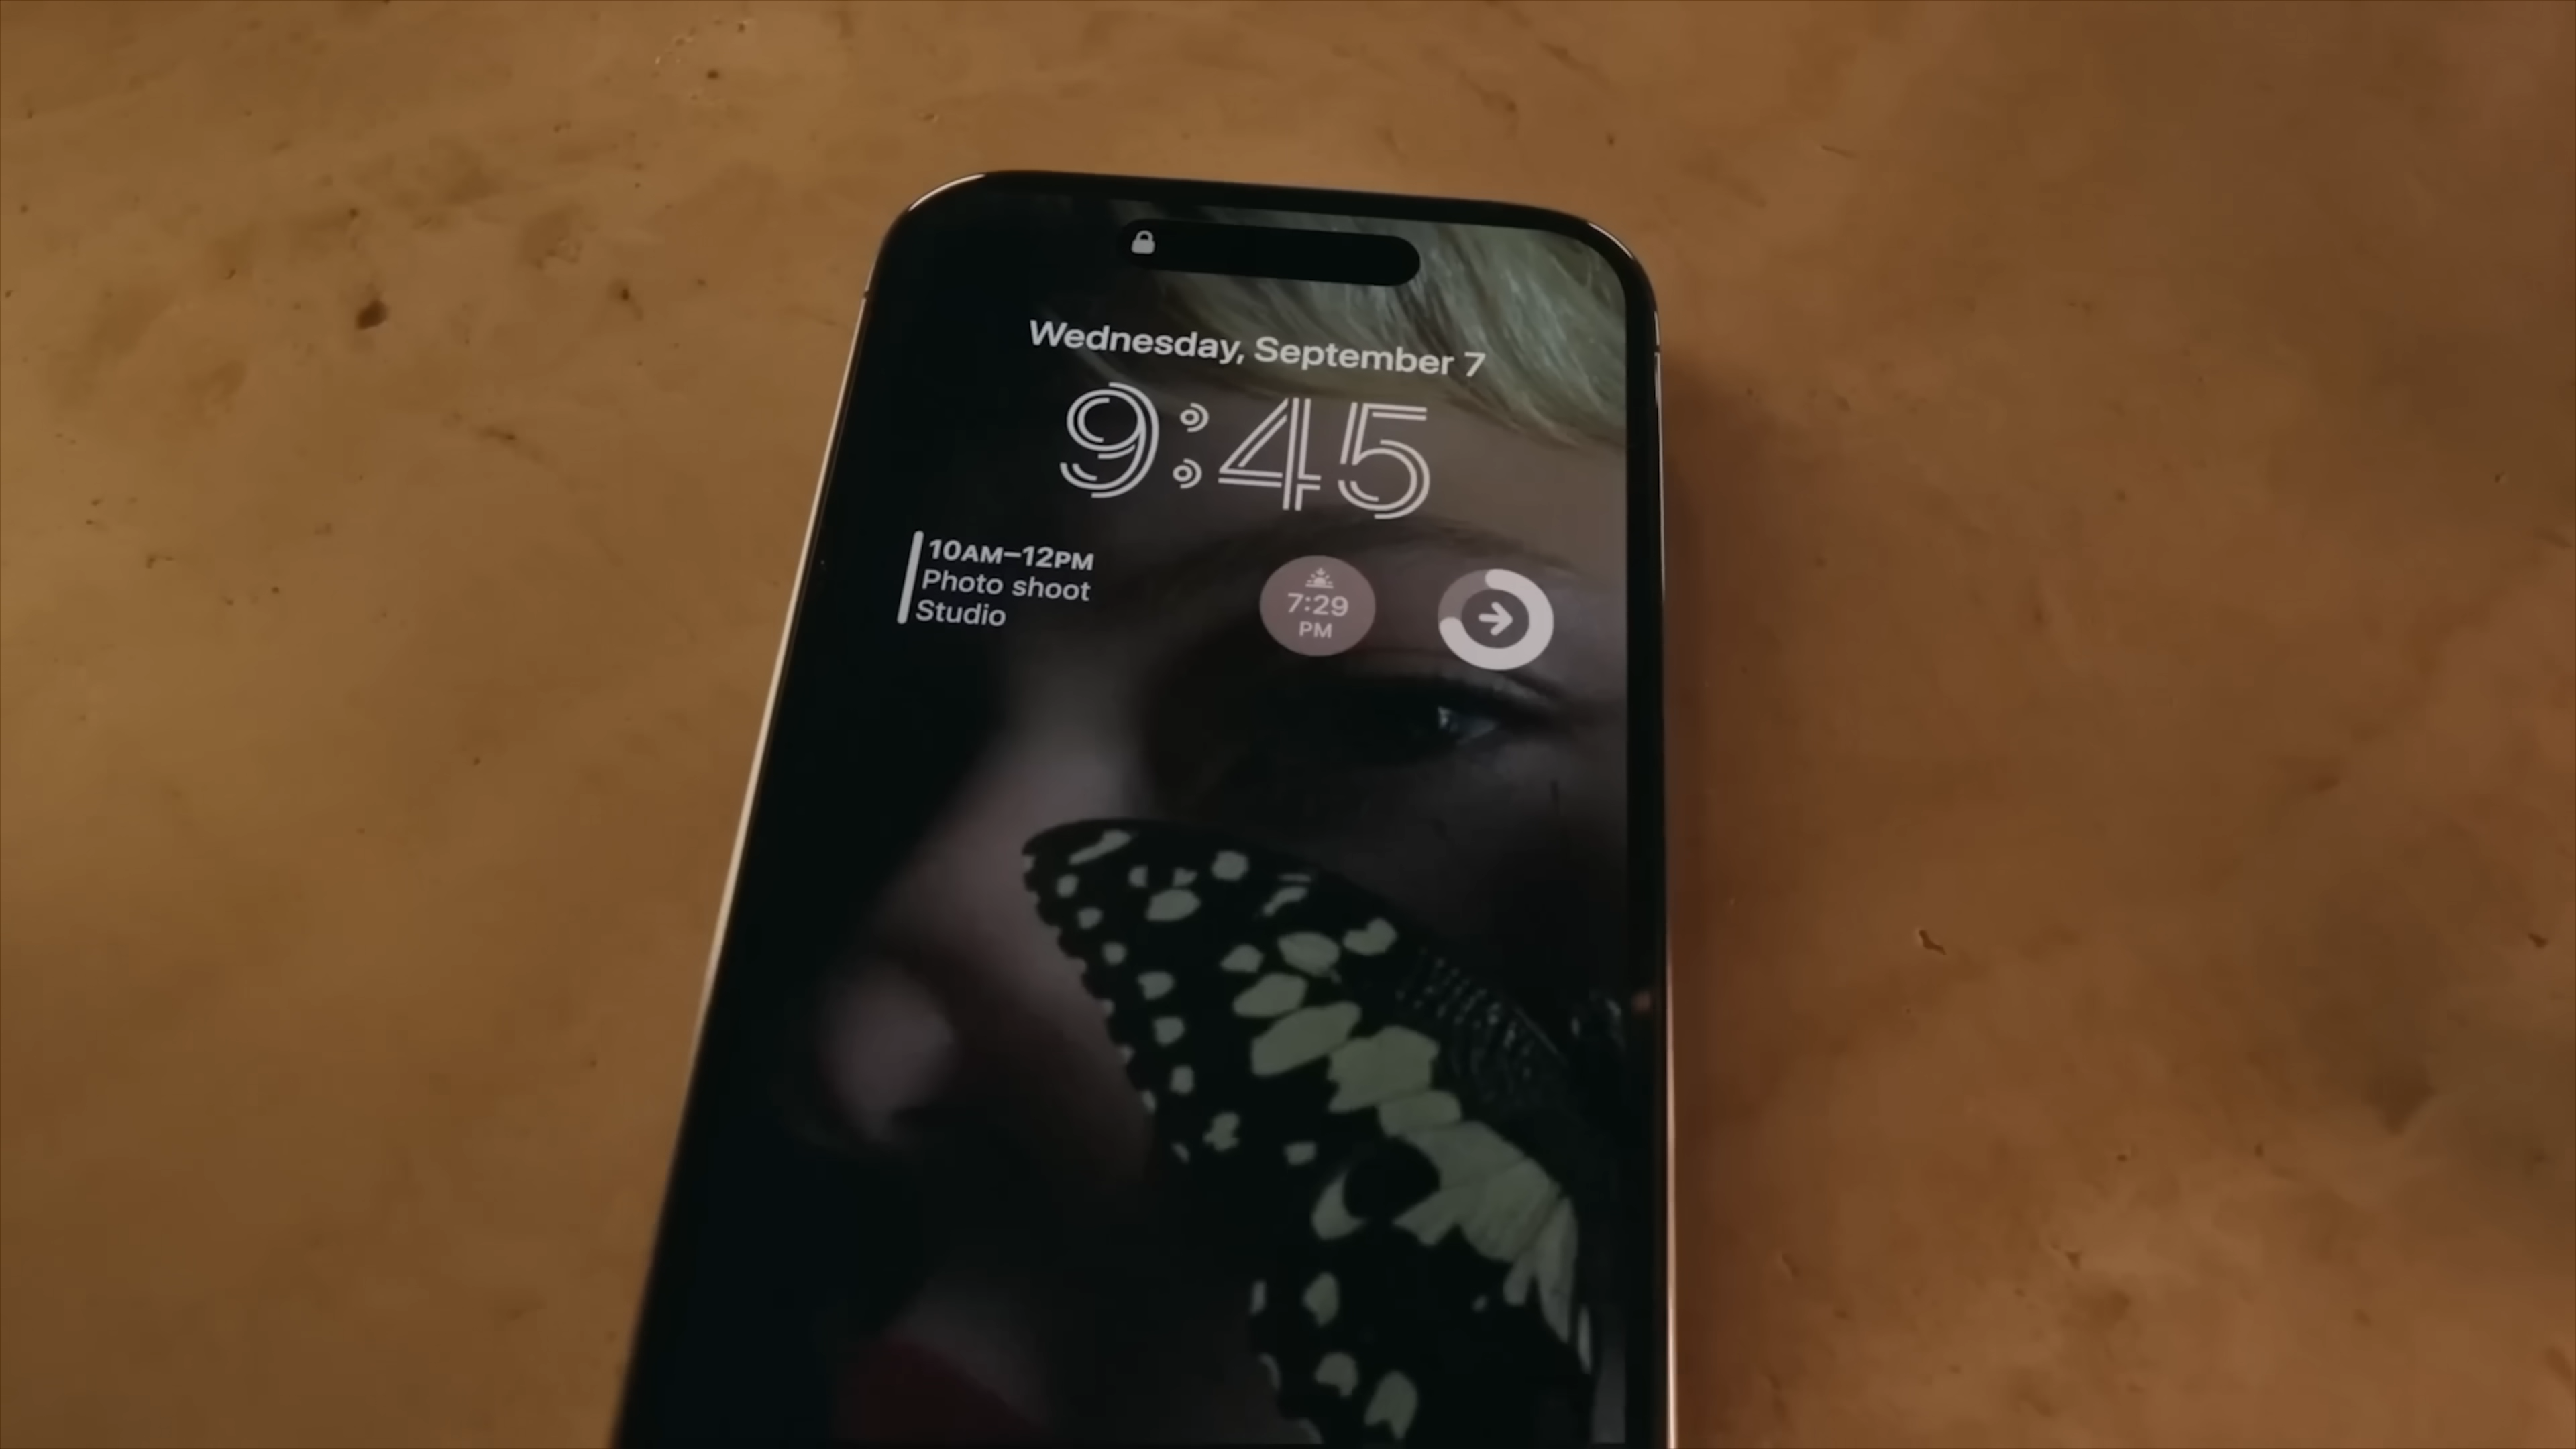 Wednesday, September 7
9:45
10AM–12PM
Photo shoot
Studio
7:29
PM